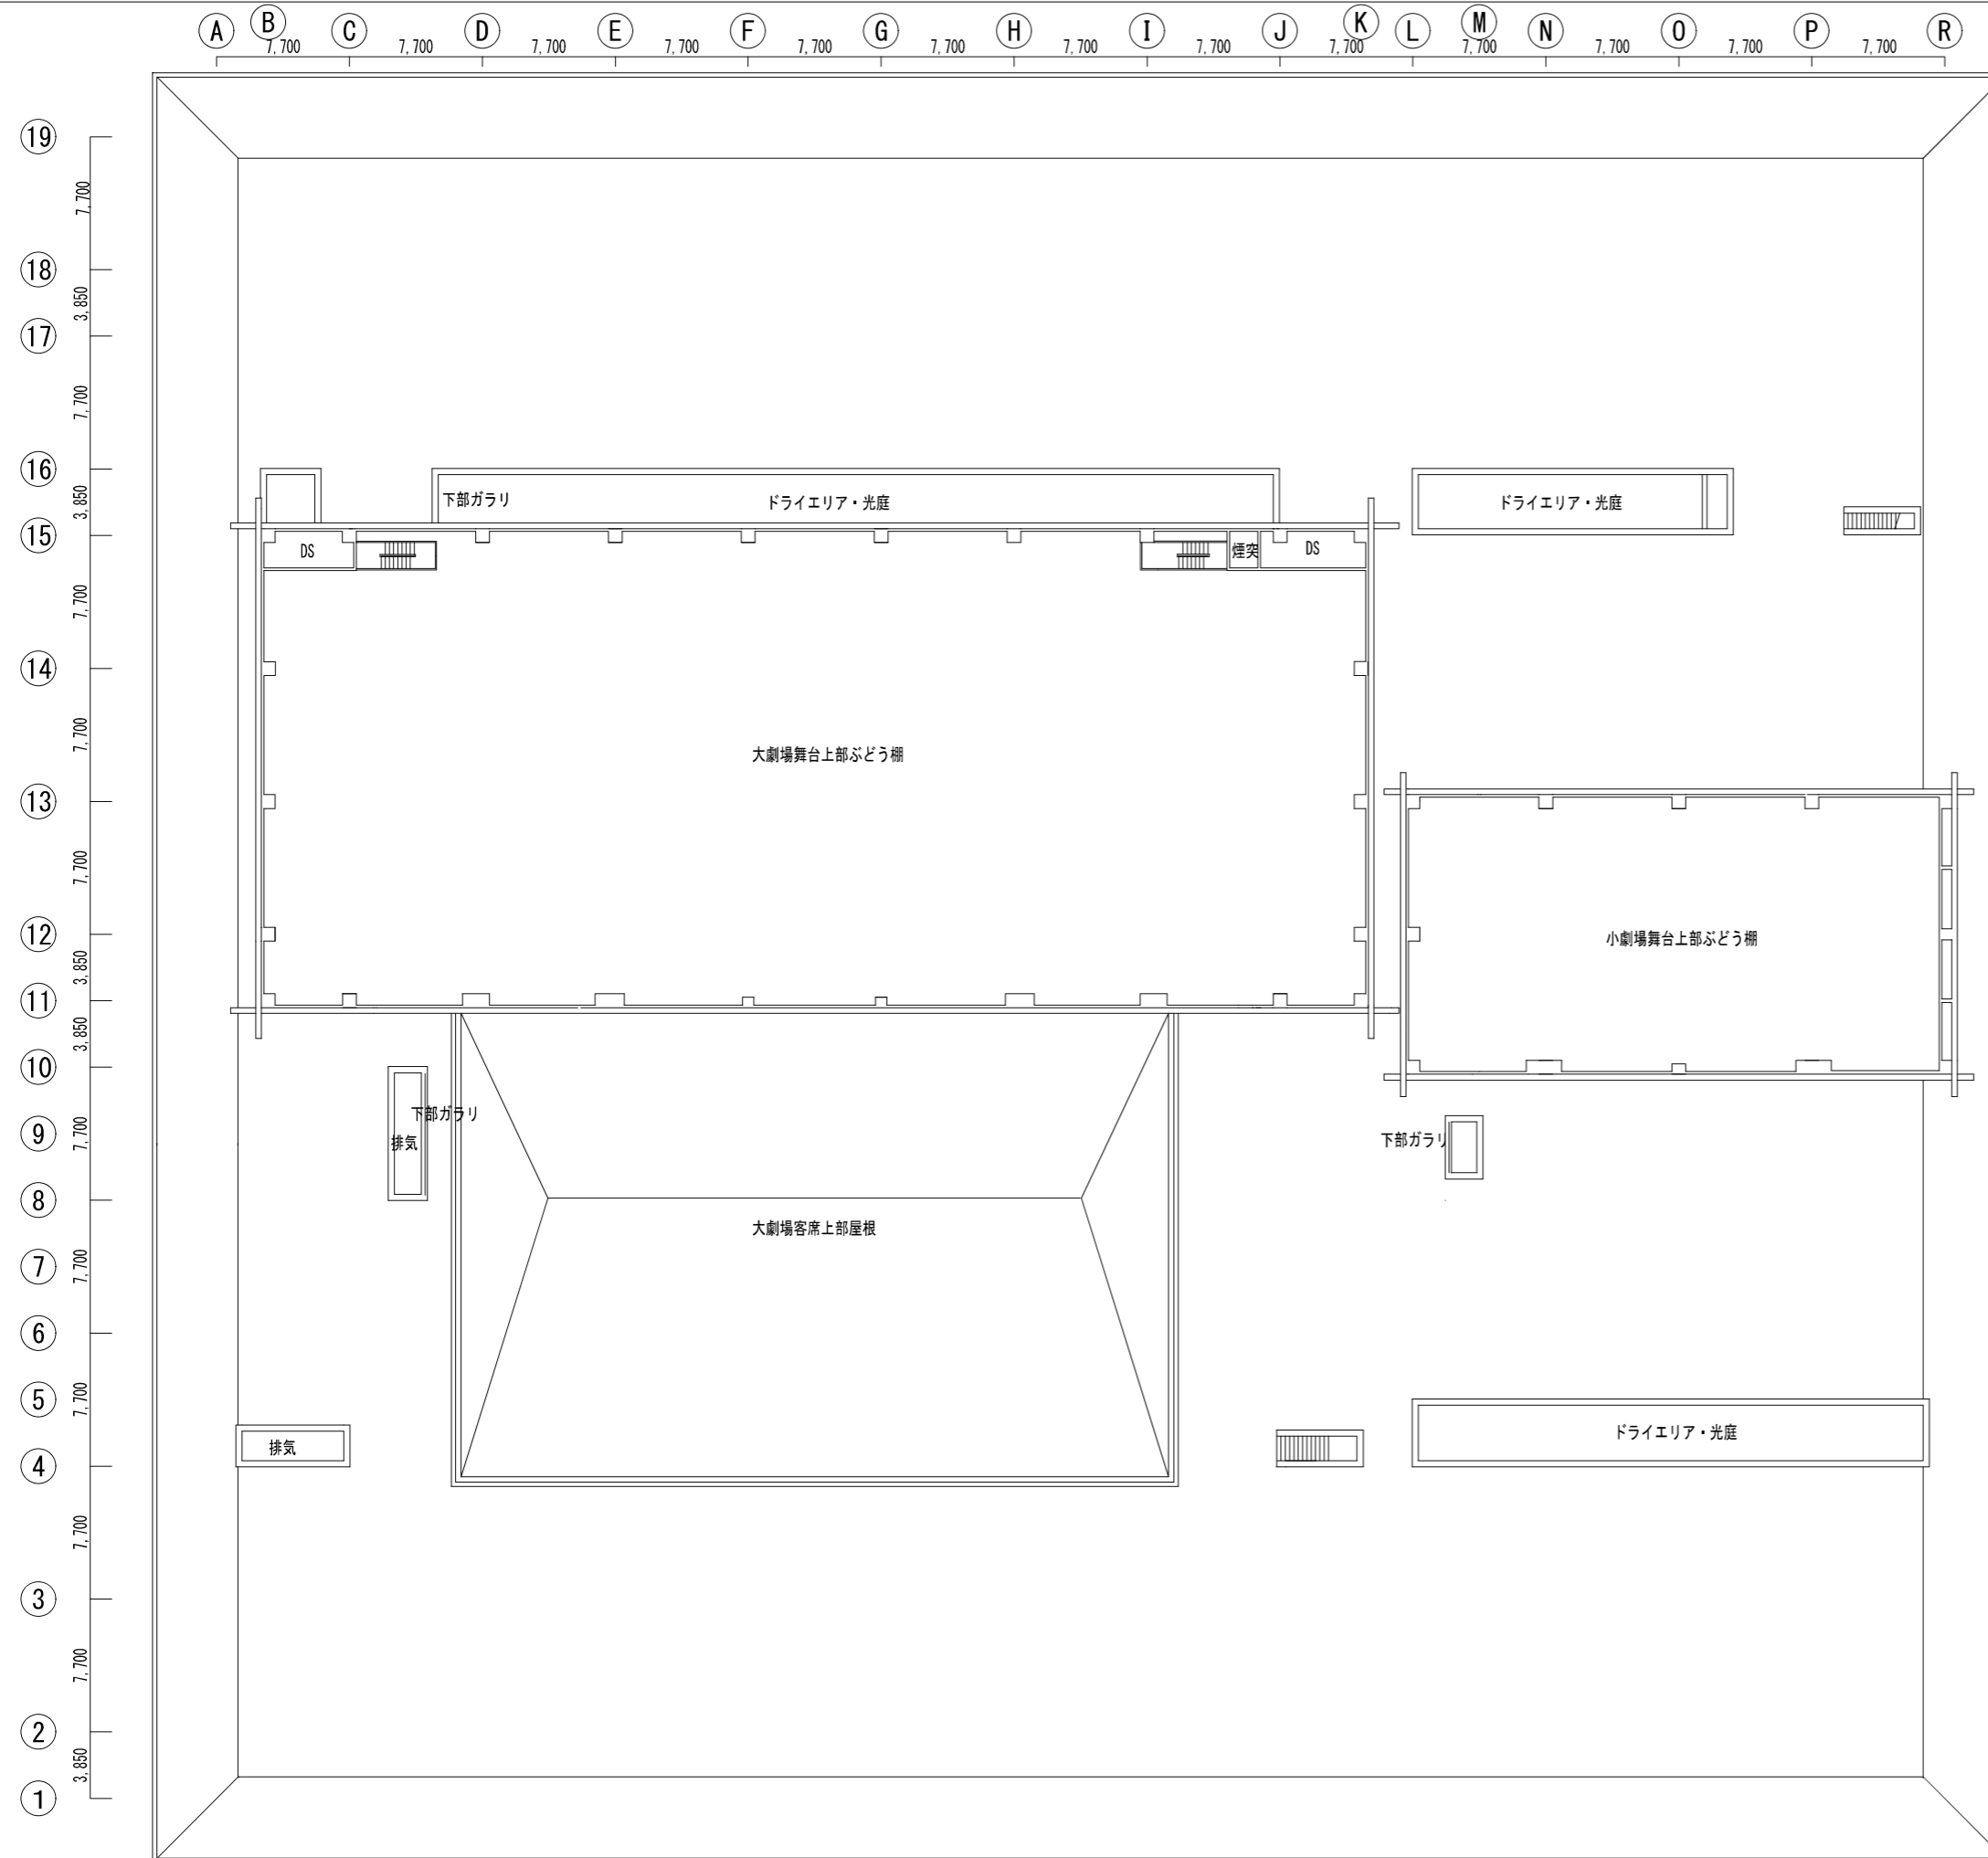 A B C D E F G H I J K L M N O P R
7,700 7,700 7,700 7,700 7,700 7,700 7,700 7,700 7,700 7,700 7,700 7,700 7,700
19
7,700
18
3,850
17
7,700
16
3,850
15
7,700
14
7,700
13
7,700
12
3,850
11
3,850
10
9
7,700
8
7
7,700
6
5
7,700
4
7,700
3
7,700
2
3,850
1
下部ガラリ
ドライエリア・光庭
ドライエリア・光庭
DS
煙突
DS
大劇場舞台上部ぶどう棚
小劇場舞台上部ぶどう棚
下部ガラリ
排気
下部ガラリ
大劇場客席上部屋根
排気
ドライエリア・光庭